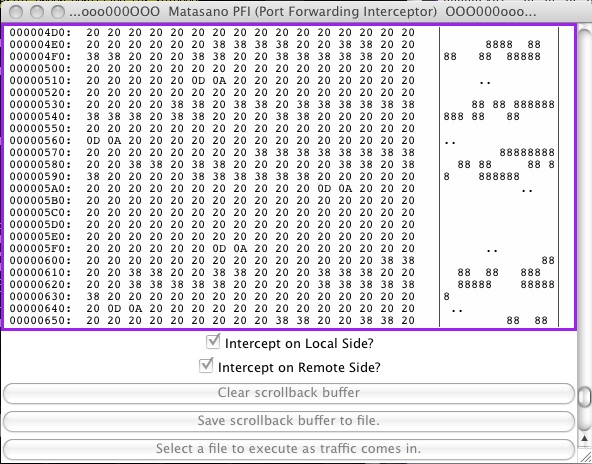 ...ooo000OOO Matasano PFI (Port Forwarding Interceptor) OOO000ooo...
000004D0: 20 20 20 20 20 20 20 20 20 20 20 20 20 20 20 20
000004E0: 20 20 20 20 20 20 38 38 38 38 20 20 38 38 20 20 8888 88
000004F0: 38 38 20 20 20 38 38 20 20 38 38 38 38 38 20 20 88 88 88888
00000500: 20 20 20 20 20 20 20 20 20 20 20 20 20 20 20 20
00000510: 20 20 20 20 20 0D 0A 20 20 20 20 20 20 20 20 20 ..
00000520: 20 20 20 20 20 20 20 20 20 20 20 20 20 20 20 20
00000530: 20 20 20 20 38 38 20 38 38 20 38 38 38 38 38 38 88 88 888888
00000540: 38 38 38 20 38 38 20 20 20 38 38 20 20 20 20 20 888 88 88
00000550: 20 20 20 20 20 20 20 20 20 20 20 20 20 20 20 20
00000560: 0D 0A 20 20 20 20 20 20 20 20 20 20 20 20 20 20 ..
00000570: 20 20 20 20 20 20 20 20 38 38 38 38 38 38 38 38 88888888
00000580: 20 20 38 38 20 38 38 20 20 20 20 20 38 38 20 38 88 88 88 8
00000590: 38 20 20 20 20 38 38 38 38 38 38 20 20 20 20 20 8 888888
000005A0: 20 20 20 20 20 20 20 20 20 20 20 0D 0A 20 20 20 ..
000005B0: 20 20 20 20 20 20 20 20 20 20 20 20 20 20 20 20
000005C0: 20 20 20 20 20 20 20 20 20 20 20 20 20 20 20 20
000005D0: 20 20 20 20 20 20 20 20 20 20 20 20 20 20 20 20
000005E0: 20 20 20 20 20 20 20 20 20 20 20 20 20 20 20 20
000005F0: 20 20 20 20 20 20 0D 0A 20 20 20 20 20 20 20 20 ..
00000600: 20 20 20 20 20 20 20 20 20 20 20 20 20 20 38 38 88
00000610: 20 20 38 38 20 20 38 38 20 20 20 38 38 38 20 20 88 88 888
00000620: 20 20 38 38 38 38 38 20 20 20 20 38 38 38 38 38 88888 88888
00000630: 38 20 20 20 20 20 20 20 20 20 20 20 20 20 20 20 8
00000640: 20 0D 0A 20 20 20 20 20 20 20 20 20 20 20 20 20 ..
00000650: 20 20 20 20 20 20 20 20 20 38 38 20 20 38 38 20 88 88
Intercept on Local Side?
Intercept on Remote Side?
Clear scrollback buffer
Save scrollback buffer to file.
Select a file to execute as traffic comes in.